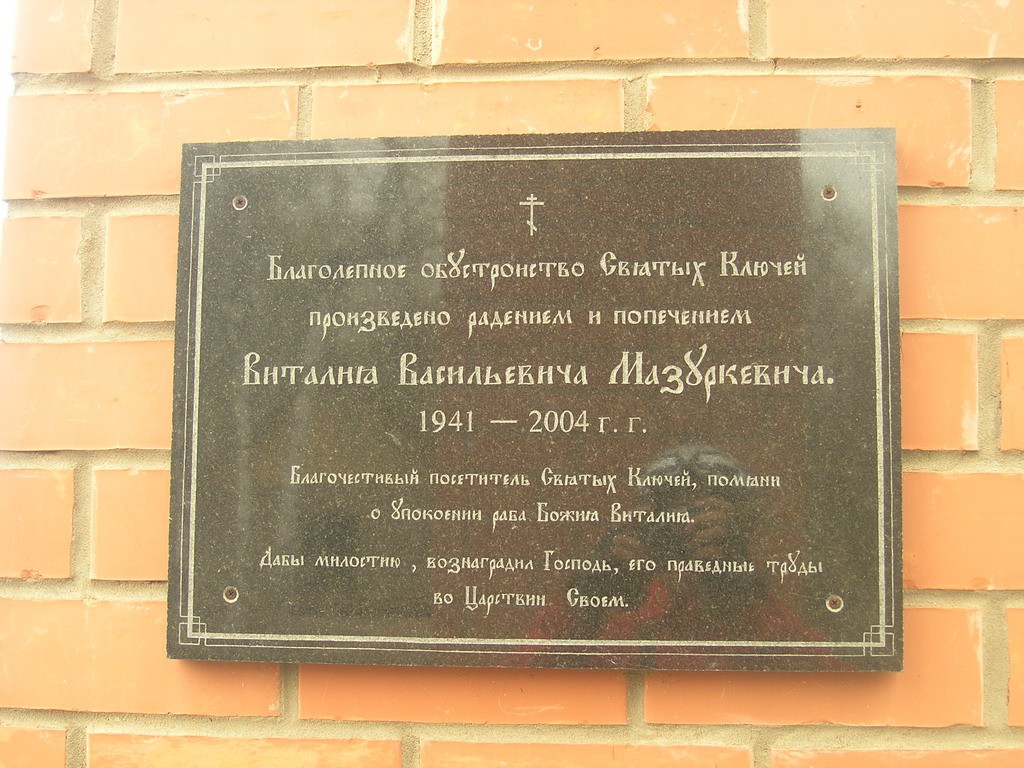 Благолепное обустроиство Святых Ключей
произведено радением и попечением
Виталия Васильевича Мазуркевича.
1941 — 2004 г. г.
Благочестивый посетитель Святых Ключей, помяни
о упокоении раба Божия Виталия.
Дабы милостию , вознаградил Господь, его праведные труды
во Царствии Своем.